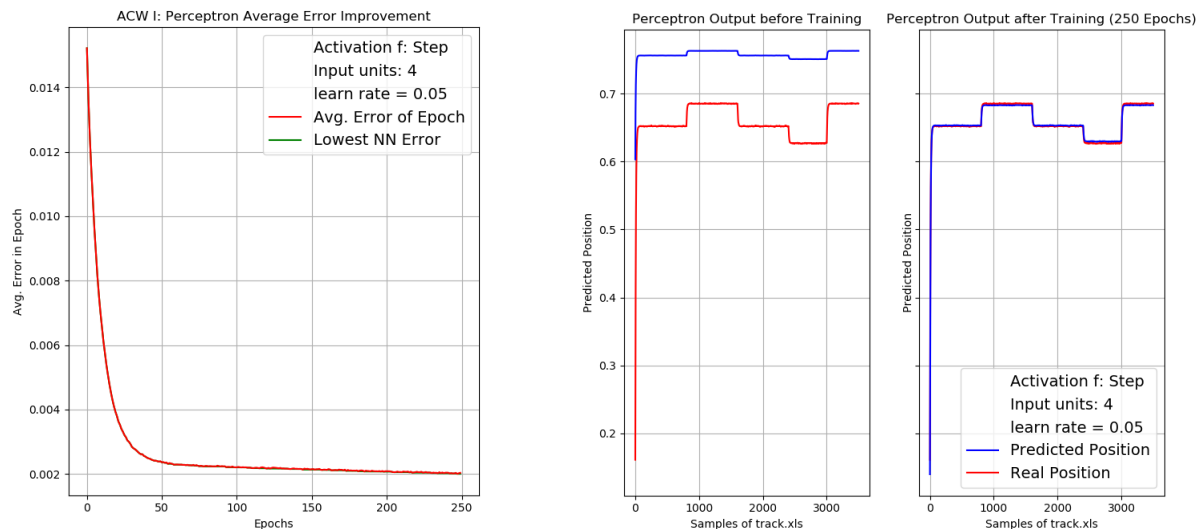 ACW I: Perceptron Average Error Improvement
Avg. Error in Epoch
0.014
0.012
0.010
0.008
0.006
0.004
0.002
Activation f: Step
Input units: 4
learn rate = 0.05
Avg. Error of Epoch
Lowest NN Error
0
50
100
150
200
250
Epochs
Perceptron Output before Training
Predicted Position
0.7
0.6
0.5
0.4
0.3
0.2
0
1000
2000
3000
Samples of track.xls
Perceptron Output after Training (250 Epochs)
Predicted Position
Activation f: Step
Input units: 4
learn rate = 0.05
Predicted Position
Real Position
0
1000
2000
3000
Samples of track.xls